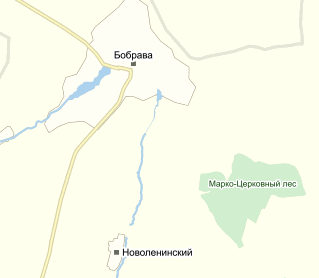 Бобрава
Марко-Церковный лес
Новоленинский